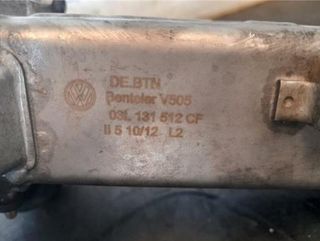 DE.BTN
Benteler V505
03L 131 512 CF
II 5 10/12 L2